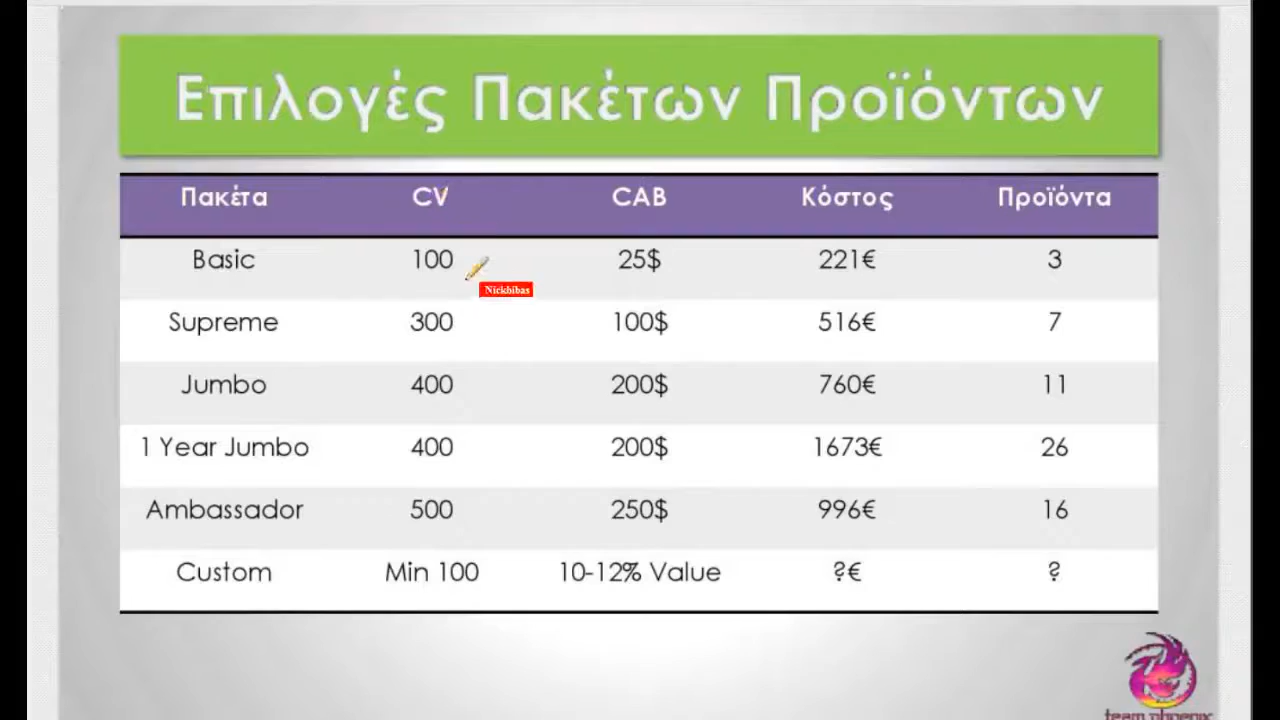 Επιλογές Πακέτων Προϊόντων
Πακέτα CV CAB Κόστος Προϊόντα
Basic 100 25$ 221€ 3
Nickbibas
Supreme 300 100$ 516€ 7
Jumbo 400 200$ 760€ 11
1 Year Jumbo 400 200$ 1673€ 26
Ambassador 500 250$ 996€ 16
Custom Min 100 10-12% Value ?€ ?
team phoenix